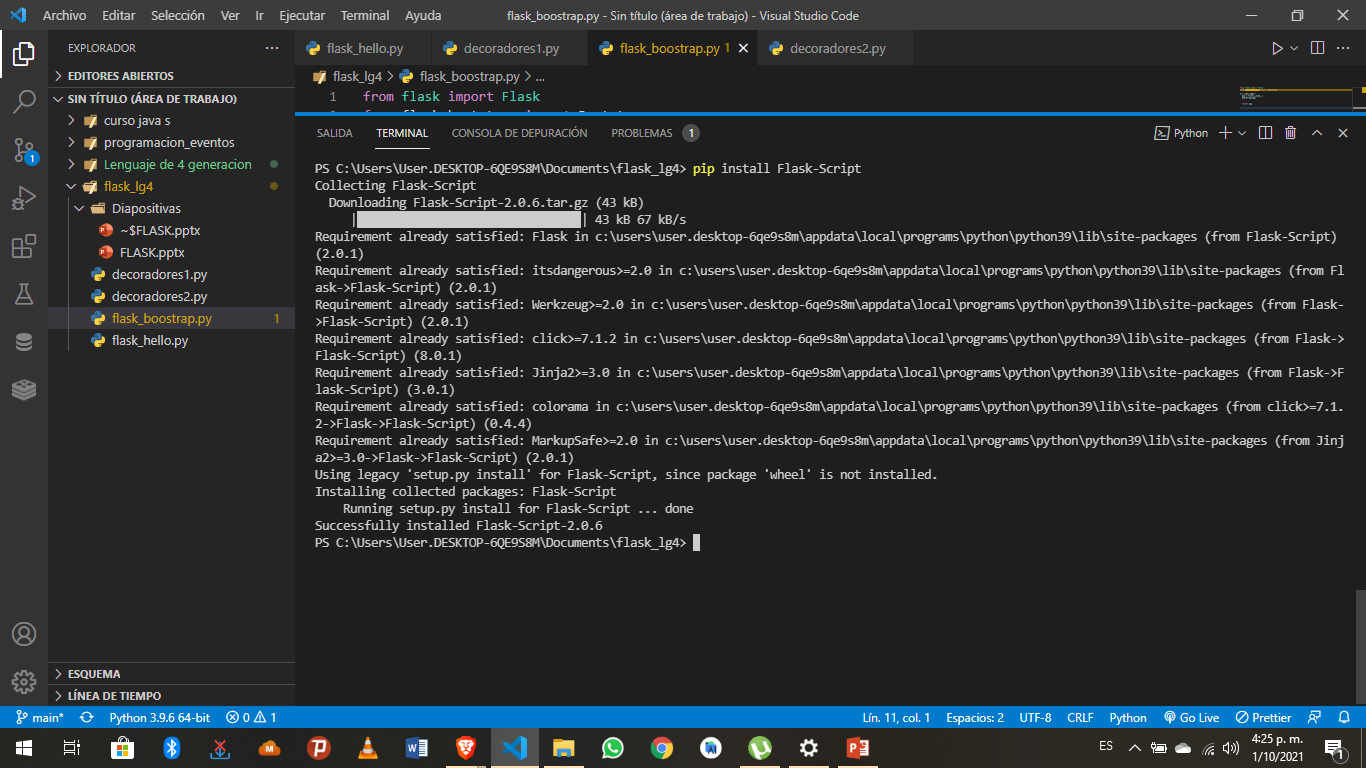 Archivo Editar Selección Ver Ir Ejecutar Terminal Ayuda flask_boostrap.py - Sin título (área de trabajo) - Visual Studio Code
EXPLORADOR
EDITORES ABIERTOS
SIN TÍTULO (ÁREA DE TRABAJO)
curso java s
programacion_eventos
Lenguaje de 4 generacion
flask_lg4
Diapositivas
~$FLASK.pptx
FLASK.pptx
decoradores1.py
decoradores2.py
flask_boostrap.py 1
flask_hello.py
ESQUEMA
LÍNEA DE TIEMPO
1
flask_hello.py decoradores1.py flask_boostrap.py 1 decoradores2.py
flask_lg4 > flask_boostrap.py > ...
1 from flask import Flask
SALIDA TERMINAL CONSOLA DE DEPURACIÓN PROBLEMAS 1 Python
PS C:\Users\User.DESKTOP-6QE9S8M\Documents\flask_lg4> pip install Flask-Script
Collecting Flask-Script
Downloading Flask-Script-2.0.6.tar.gz (43 kB)
| | 43 kB 67 kB/s
Requirement already satisfied: Flask in c:\users\user.desktop-6qe9s8m\appdata\local\programs\python\python39\lib\site-packages (from Flask-Script)
(2.0.1)
Requirement already satisfied: itsdangerous>=2.0 in c:\users\user.desktop-6qe9s8m\appdata\local\programs\python\python39\lib\site-packages (from Fl
ask->Flask-Script) (2.0.1)
Requirement already satisfied: Werkzeug>=2.0 in c:\users\user.desktop-6qe9s8m\appdata\local\programs\python\python39\lib\site-packages (from Flask-
>Flask-Script) (2.0.1)
Requirement already satisfied: click>=7.1.2 in c:\users\user.desktop-6qe9s8m\appdata\local\programs\python\python39\lib\site-packages (from Flask->
Flask-Script) (8.0.1)
Requirement already satisfied: Jinja2>=3.0 in c:\users\user.desktop-6qe9s8m\appdata\local\programs\python\python39\lib\site-packages (from Flask->F
lask-Script) (3.0.1)
Requirement already satisfied: colorama in c:\users\user.desktop-6qe9s8m\appdata\local\programs\python\python39\lib\site-packages (from click>=7.1.
2->Flask->Flask-Script) (0.4.4)
Requirement already satisfied: MarkupSafe>=2.0 in c:\users\user.desktop-6qe9s8m\appdata\local\programs\python\python39\lib\site-packages (from Jinj
a2>=3.0->Flask->Flask-Script) (2.0.1)
Using legacy 'setup.py install' for Flask-Script, since package 'wheel' is not installed.
Installing collected packages: Flask-Script
Running setup.py install for Flask-Script ... done
Successfully installed Flask-Script-2.0.6
PS C:\Users\User.DESKTOP-6QE9S8M\Documents\flask_lg4>
main* Python 3.9.6 64-bit 0 1 Lín. 11, col. 1 Espacios: 2 UTF-8 CRLF Python Go Live Prettier
ES
4:25 p. m.
1/10/2021
1